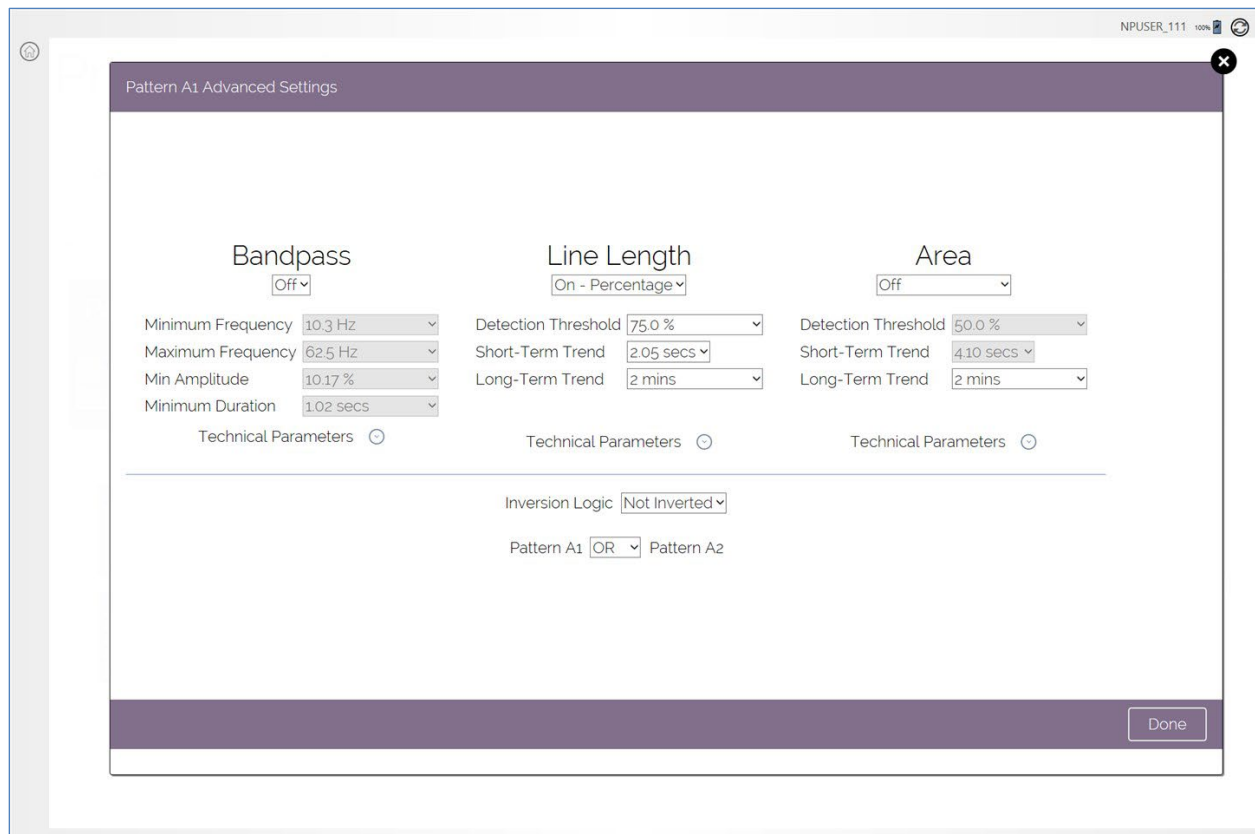 NPUSER_111 100%
Pattern A1 Advanced Settings
Bandpass
Off
Minimum Frequency 10.3 Hz
Maximum Frequency 62.5 Hz
Min Amplitude 10.17 %
Minimum Duration 1.02 secs
Technical Parameters
Line Length
On - Percentage
Detection Threshold 75.0 %
Short-Term Trend 2.05 secs
Long-Term Trend 2 mins
Technical Parameters
Area
Off
Detection Threshold 50.0 %
Short-Term Trend 4.10 secs
Long-Term Trend 2 mins
Technical Parameters
Inversion Logic Not Inverted
Pattern A1 OR Pattern A2
Done